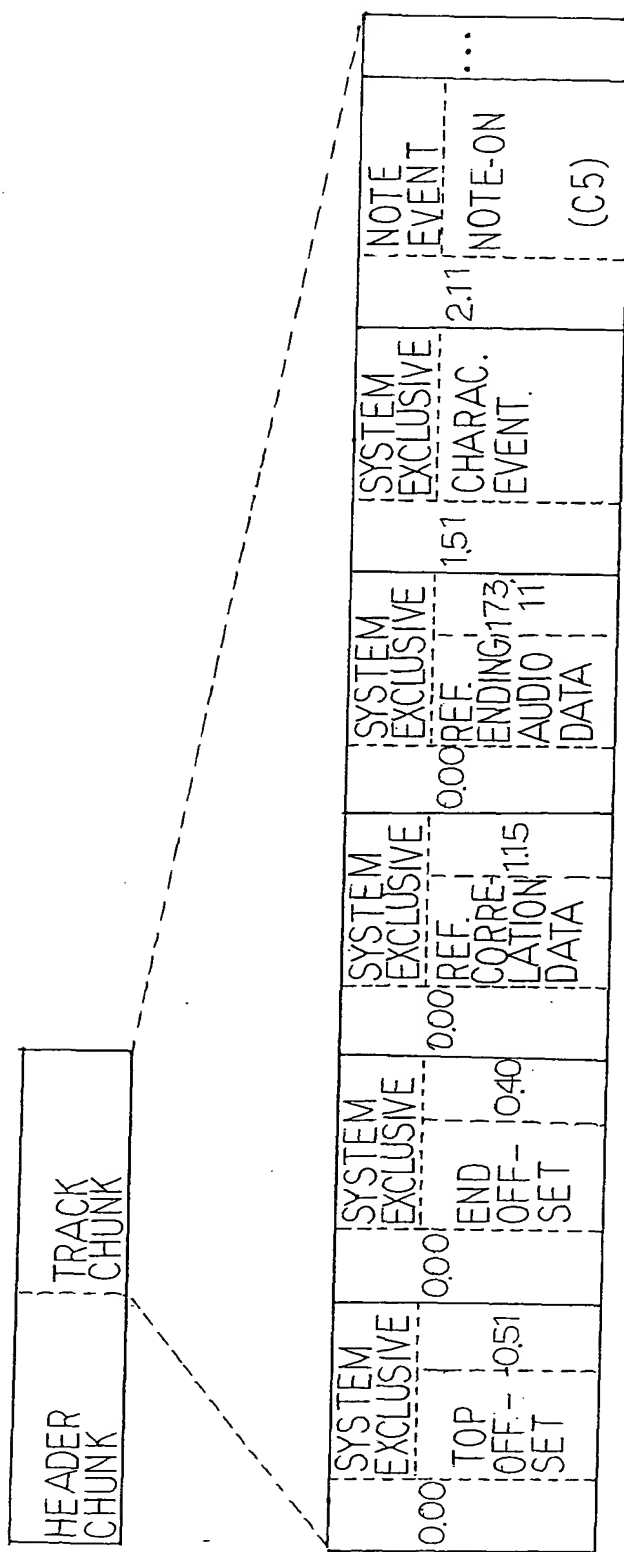 HEADER
CHUNK
TRACK
CHUNK
0.00
SYSTEM
EXCLUSIVE
TOP
OFF-
SET
-0.51
0.00
SYSTEM
EXCLUSIVE
END
OFF-
SET
0.40
0.00
SYSTEM
EXCLUSIVE
REF.
CORRE-
LATION
DATA
1.15
0.00
SYSTEM
EXCLUSIVE
REF.
ENDING
AUDIO
DATA
173.
11
1.51
SYSTEM
EXCLUSIVE
CHARAC.
EVENT.
2.11
NOTE
EVENT
NOTE-ON
(C5)
...